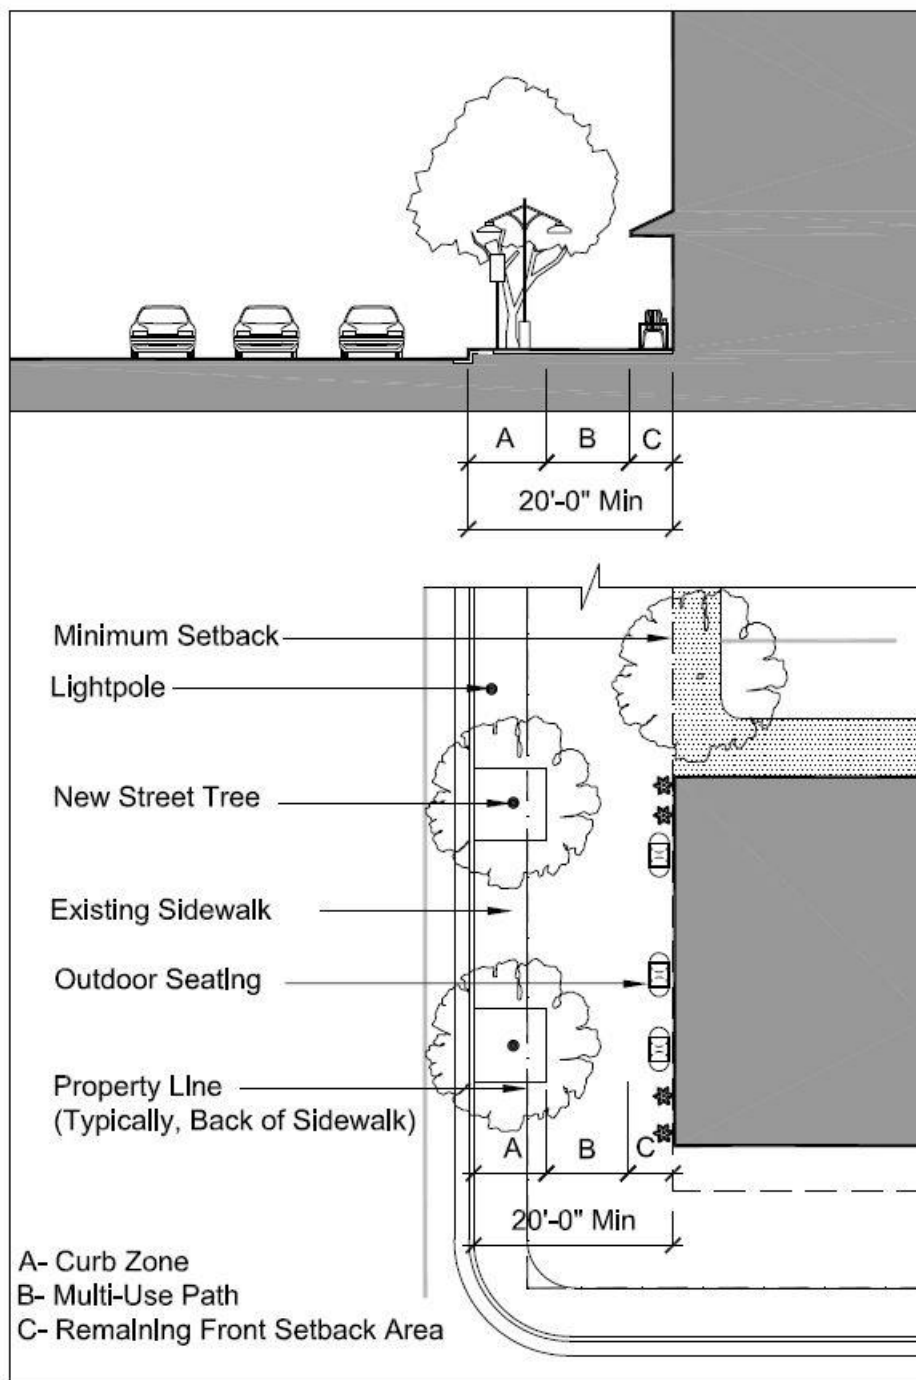 A
B
C
20'-0" Min
Minimum Setback
Lightpole
New Street Tree
Existing Sidewalk
Outdoor Seating
Property Line
(Typically, Back of Sidewalk)
A
B
C
20'-0" Min
A- Curb Zone
B- Multi-Use Path
C- Remaining Front Setback Area